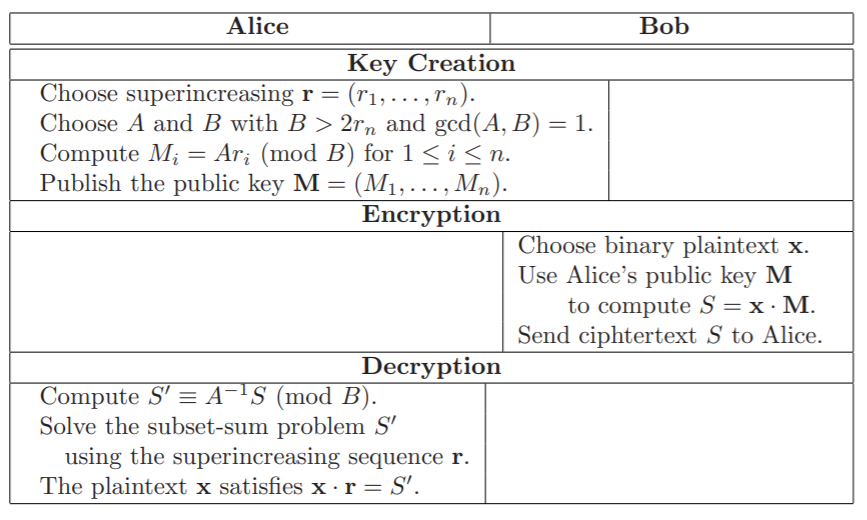 Alice Bob
Key Creation
Choose superincreasing r = (r₁, . . . , rₙ).
Choose A and B with B > 2rₙ and gcd(A, B) = 1.
Compute Mᵢ = Arᵢ (mod B) for 1 ≤ i ≤ n.
Publish the public key M = (M₁, . . . , Mₙ).
Encryption
Choose binary plaintext x.
Use Alice's public key M
to compute S = x · M.
Send ciphtertext S to Alice.
Decryption
Compute S′ ≡ A⁻¹S (mod B).
Solve the subset-sum problem S′
using the superincreasing sequence r.
The plaintext x satisfies x · r = S′.